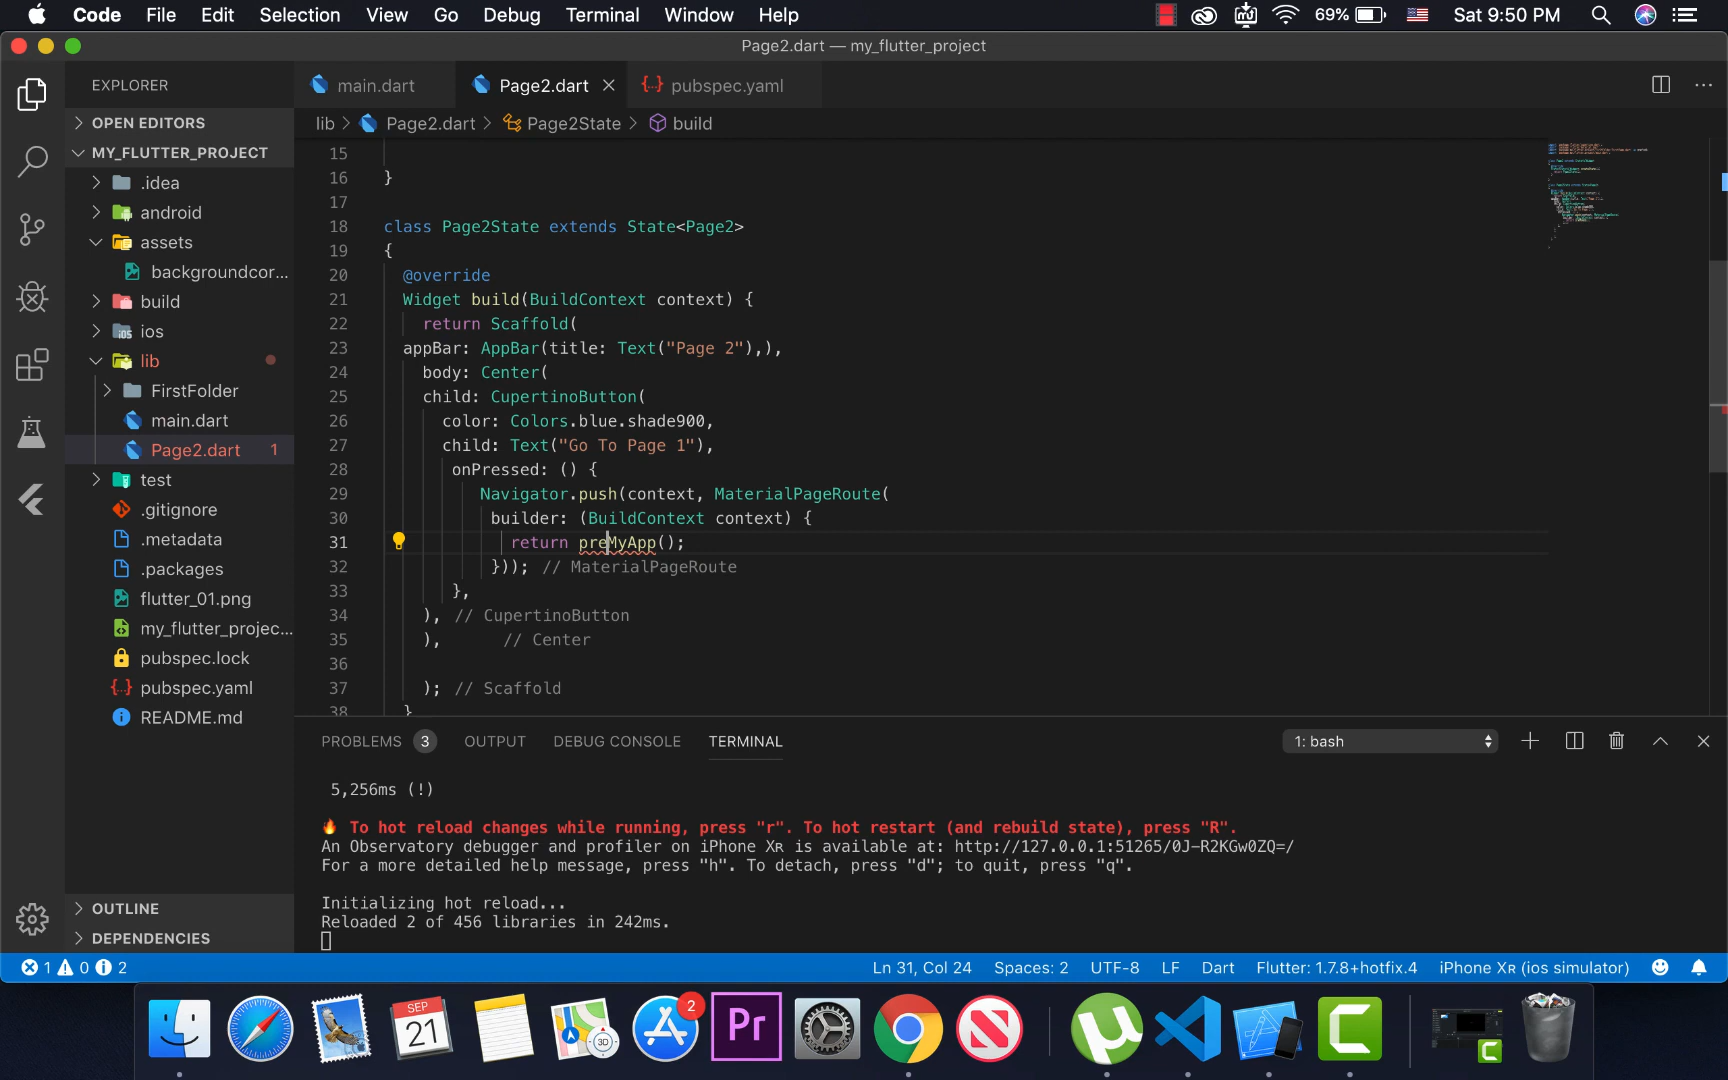 Code File Edit Selection View Go Debug Terminal Window Help 69% Sat 9:50 PM
Page2.dart — my_flutter_project
EXPLORER main.dart Page2.dart pubspec.yaml
OPEN EDITORS
lib > Page2.dart > Page2State > build
MY_FLUTTER_PROJECT
.idea
android
assets
backgroundcor...
build
ios
lib
FirstFolder
main.dart
Page2.dart 1
test
.gitignore
.metadata
.packages
flutter_01.png
my_flutter_projec...
pubspec.lock
pubspec.yaml
README.md
OUTLINE
DEPENDENCIES
15
16 }
17
18 class Page2State extends State<Page2>
19 {
20 @override
21 Widget build(BuildContext context) {
22 return Scaffold(
23 appBar: AppBar(title: Text("Page 2"),),
24 body: Center(
25 child: CupertinoButton(
26 color: Colors.blue.shade900,
27 child: Text("Go To Page 1"),
28 onPressed: () {
29 Navigator.push(context, MaterialPageRoute(
30 builder: (BuildContext context) {
31 return preMyApp();
32 })); // MaterialPageRoute
33 },
34 ), // CupertinoButton
35 ), // Center
36
37 ); // Scaffold
38 }
PROBLEMS 3 OUTPUT DEBUG CONSOLE TERMINAL 1: bash
5,256ms (!)
To hot reload changes while running, press "r". To hot restart (and rebuild state), press "R".
An Observatory debugger and profiler on iPhone Xʀ is available at: http://127.0.0.1:51265/0J-R2KGw0ZQ=/
For a more detailed help message, press "h". To detach, press "d"; to quit, press "q".
Initializing hot reload...
Reloaded 2 of 456 libraries in 242ms.
1 0 2 Ln 31, Col 24 Spaces: 2 UTF-8 LF Dart Flutter: 1.7.8+hotfix.4 iPhone Xʀ (ios simulator)
SEP
21
3D
2
Pr